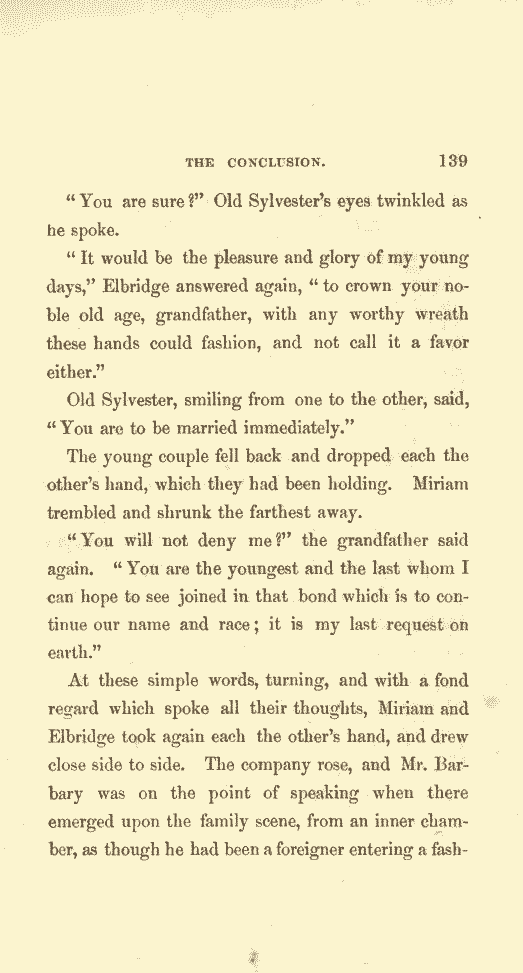 THE CONCLUSION. 139
“You are sure?” Old Sylvester’s eyes twinkled as
he spoke.
“It would be the pleasure and glory of my young
days,” Elbridge answered again, “to crown your no-
ble old age, grandfather, with any worthy wreath
these hands could fashion, and not call it a favor
either.”
Old Sylvester, smiling from one to the other, said,
“You are to be married immediately.”
The young couple fell back and dropped each the
other’s hand, which they had been holding. Miriam
trembled and shrunk the farthest away.
“You will not deny me?” the grandfather said
again. “You are the youngest and the last whom I
can hope to see joined in that bond which is to con-
tinue our name and race; it is my last request on
earth.”
At these simple words, turning, and with a fond
regard which spoke all their thoughts, Miriam and
Elbridge took again each the other’s hand, and drew
close side to side. The company rose, and Mr. Bar-
bary was on the point of speaking when there
emerged upon the family scene, from an inner cham-
ber, as though he had been a foreigner entering a fash-